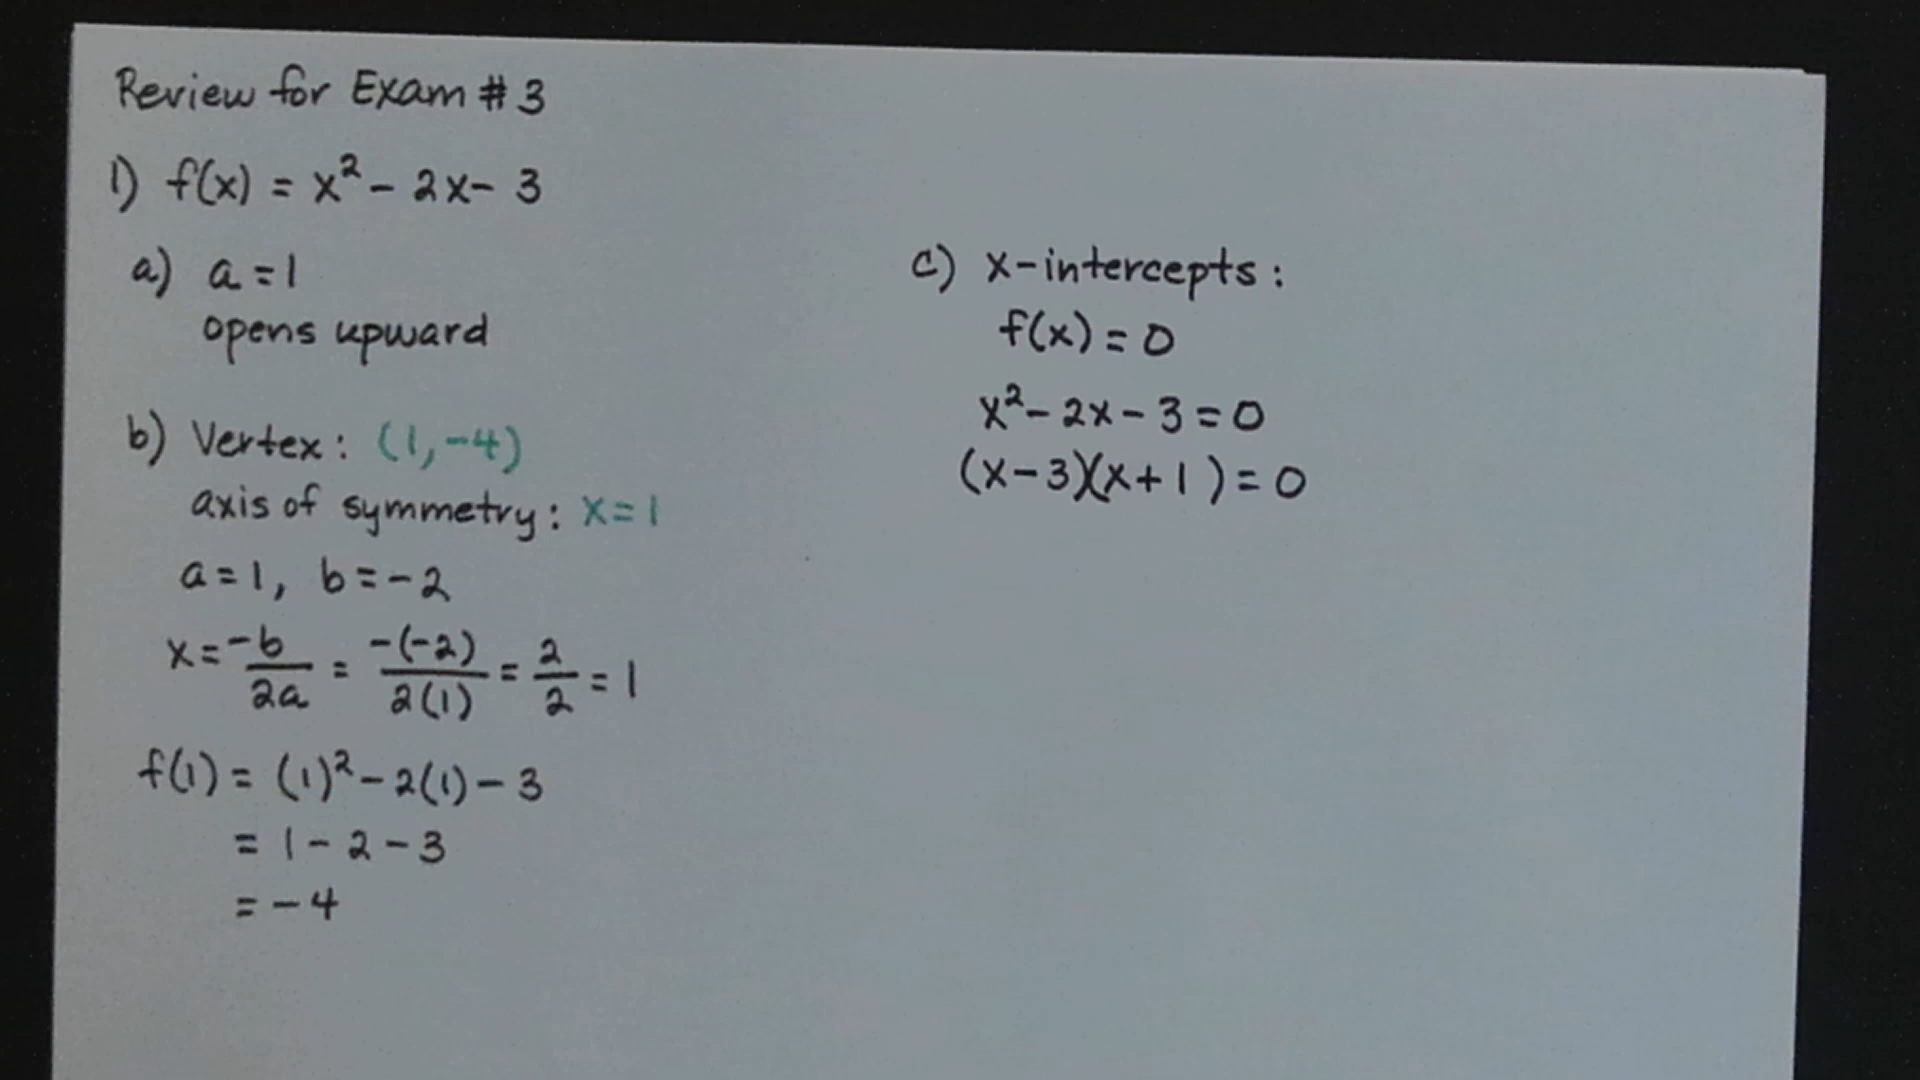 Review for Exam # 3
1) f(x) = x² - 2x - 3
a) a = 1
opens upward
b) Vertex: (1, -4)
axis of symmetry: x = 1
a = 1, b = -2
x = -b/2a = -(-2)/2(1) = 2/2 = 1
f(1) = (1)² - 2(1) - 3
= 1 - 2 - 3
= -4
c) x-intercepts:
f(x) = 0
x² - 2x - 3 = 0
(x - 3)(x + 1) = 0